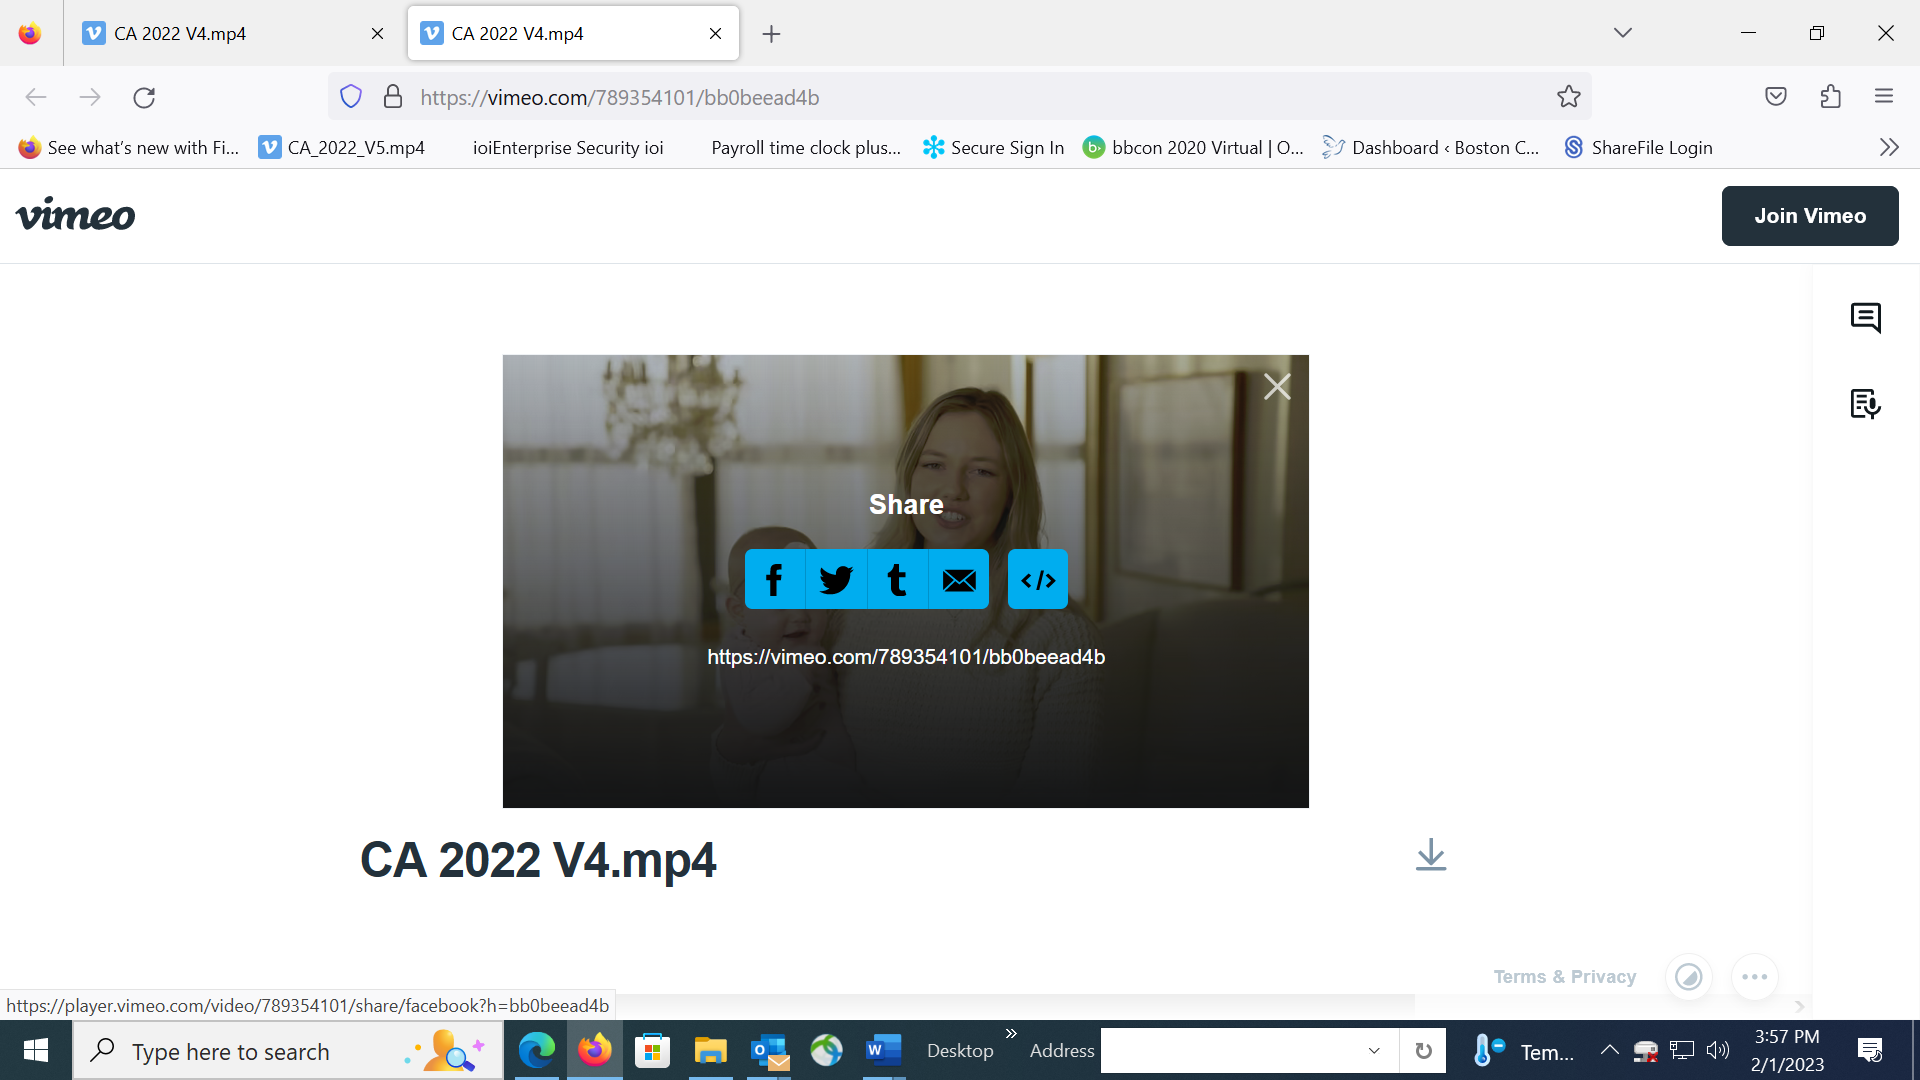 CA 2022 V4.mp4
CA 2022 V4.mp4
https://vimeo.com/789354101/bb0beead4b
See what's new with Fi...
CA_2022_V5.mp4
ioiEnterprise Security ioi
Payroll time clock plus...
Secure Sign In
bbcon 2020 Virtual | O...
Dashboard ‹ Boston C...
ShareFile Login
vimeo
Join Vimeo
Share
https://vimeo.com/789354101/bb0beead4b
CA 2022 V4.mp4
Terms & Privacy
https://player.vimeo.com/video/789354101/share/facebook?h=bb0beead4b
Type here to search
Desktop
Address
Tem...
3:57 PM
2/1/2023